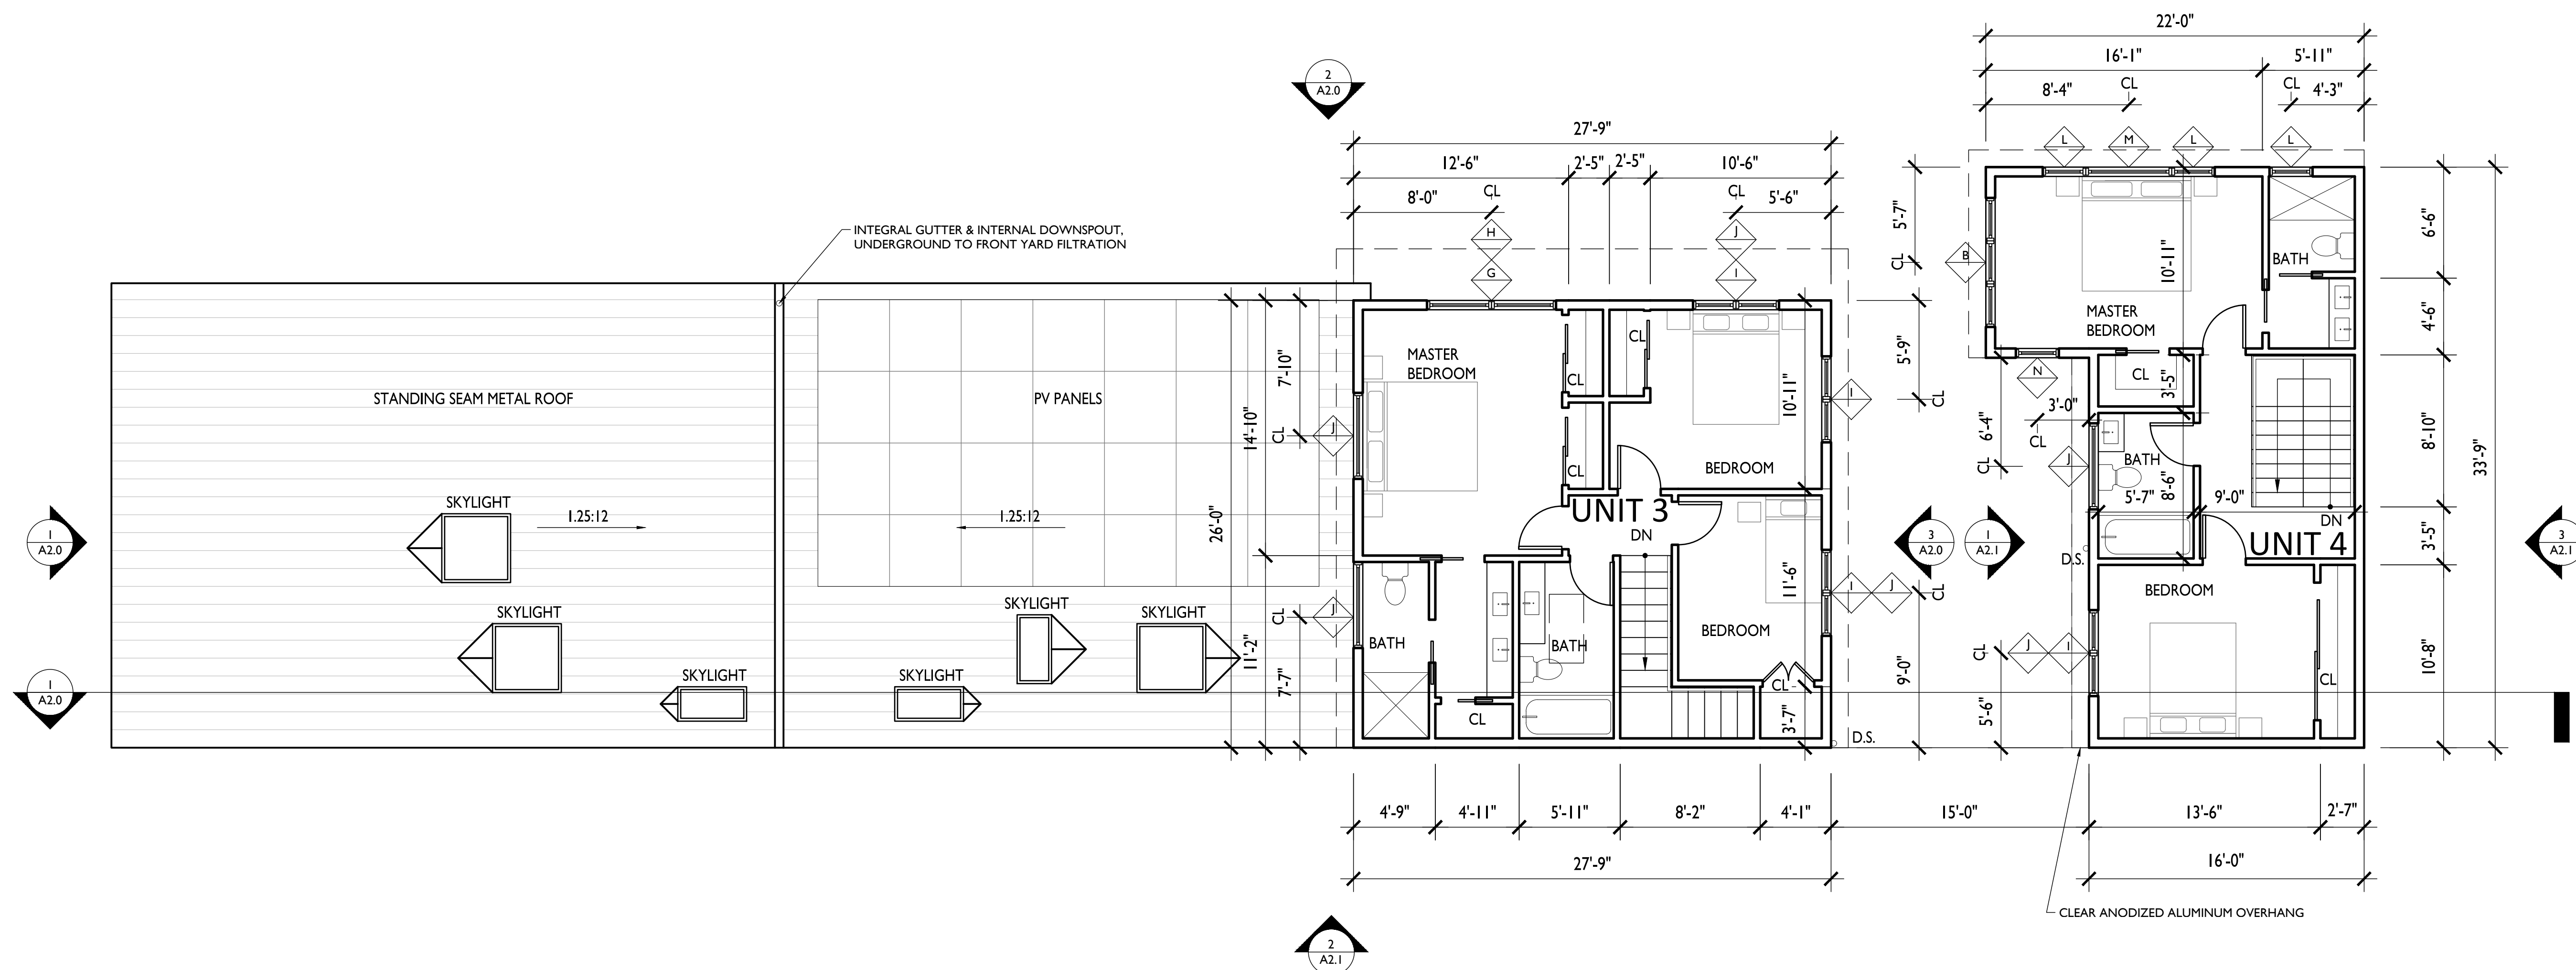 22'-0"
16'-1"
5'-11"
8'-4"
CL
CL
4'-3"
2
A2.0
27'-9"
12'-6"
2'-5"
2'-5"
10'-6"
8'-0"
CL
CL
5'-6"
L
M
L
L
H
J
G
I
INTEGRAL GUTTER & INTERNAL DOWNSPOUT,
UNDERGROUND TO FRONT YARD FILTRATION
5'-7"
CL
B
10'-11"
BATH
6'-6"
MASTER
BEDROOM
4'-6"
STANDING SEAM METAL ROOF
PV PANELS
7'-10"
14'-10"
CL
J
MASTER
BEDROOM
CL
CL
CL
10'-11"
BEDROOM
5'-9"
I
CL
N
CL
3'-5"
3'-0"
CL
6'-4"
CL
J
BATH
8'-6"
5'-7"
9'-0"
8'-10"
33'-9"
SKYLIGHT
1.25:12
1.25:12
26'-0"
UNIT 3
DN
1
A2.0
3
A2.0
1
A2.1
DN
UNIT 4
3'-5"
3
A2.1
D.S.
SKYLIGHT
SKYLIGHT
SKYLIGHT
11'-2"
CL
J
7'-7"
BATH
BATH
11'-6"
BEDROOM
I
J
CL
BEDROOM
1
A2.0
SKYLIGHT
SKYLIGHT
CL
CL
3'-7"
9'-0"
CL
J
I
5'-6"
CL
10'-8"
D.S.
4'-9"
4'-11"
5'-11"
8'-2"
4'-1"
15'-0"
13'-6"
2'-7"
27'-9"
16'-0"
CLEAR ANODIZED ALUMINUM OVERHANG
2
A2.1